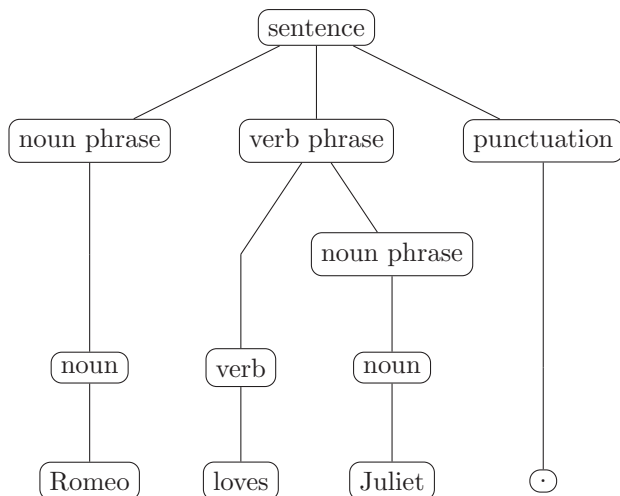 sentence
noun phrase verb phrase punctuation
noun phrase
noun verb noun
Romeo loves Juliet .